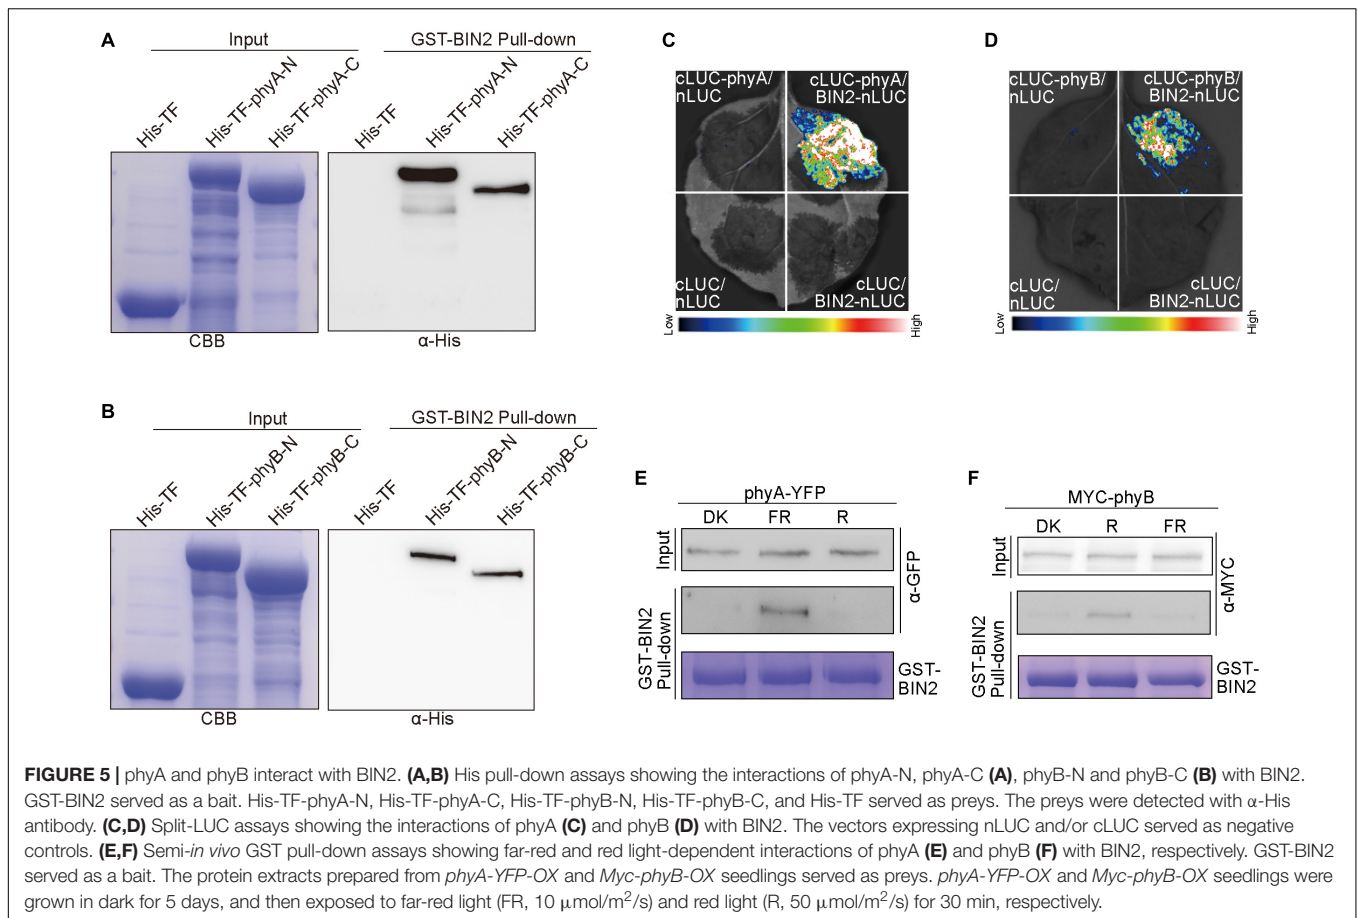 A
Input
GST-BIN2 Pull-down
His-TF
His-TF-phyA-N
His-TF-phyA-C
His-TF
His-TF-phyA-N
His-TF-phyA-C
CBB
α-His
C
cLUC-phyA/
nLUC
cLUC-phyA/
BIN2-nLUC
cLUC/
nLUC
cLUC/
BIN2-nLUC
Low
High
D
cLUC-phyB/
nLUC
cLUC-phyB/
BIN2-nLUC
cLUC/
nLUC
cLUC/
BIN2-nLUC
Low
High
B
Input
GST-BIN2 Pull-down
His-TF
His-TF-phyB-N
His-TF-phyB-C
His-TF
His-TF-phyB-N
His-TF-phyB-C
CBB
α-His
E
phyA-YFP
DK FR R
Input
α-GFP
GST-BIN2
Pull-down
GST-
BIN2
F
MYC-phyB
DK R FR
Input
α-MYC
GST-BIN2
Pull-down
GST-
BIN2
FIGURE 5 | phyA and phyB interact with BIN2. (A,B) His pull-down assays showing the interactions of phyA-N, phyA-C (A), phyB-N and phyB-C (B) with BIN2.
GST-BIN2 served as a bait. His-TF-phyA-N, His-TF-phyA-C, His-TF-phyB-N, His-TF-phyB-C, and His-TF served as preys. The preys were detected with α-His
antibody. (C,D) Split-LUC assays showing the interactions of phyA (C) and phyB (D) with BIN2. The vectors expressing nLUC and/or cLUC served as negative
controls. (E,F) Semi-in vivo GST pull-down assays showing far-red and red light-dependent interactions of phyA (E) and phyB (F) with BIN2, respectively. GST-BIN2
served as a bait. The protein extracts prepared from phyA-YFP-OX and Myc-phyB-OX seedlings served as preys. phyA-YFP-OX and Myc-phyB-OX seedlings were
grown in dark for 5 days, and then exposed to far-red light (FR, 10 μmol/m²/s) and red light (R, 50 μmol/m²/s) for 30 min, respectively.